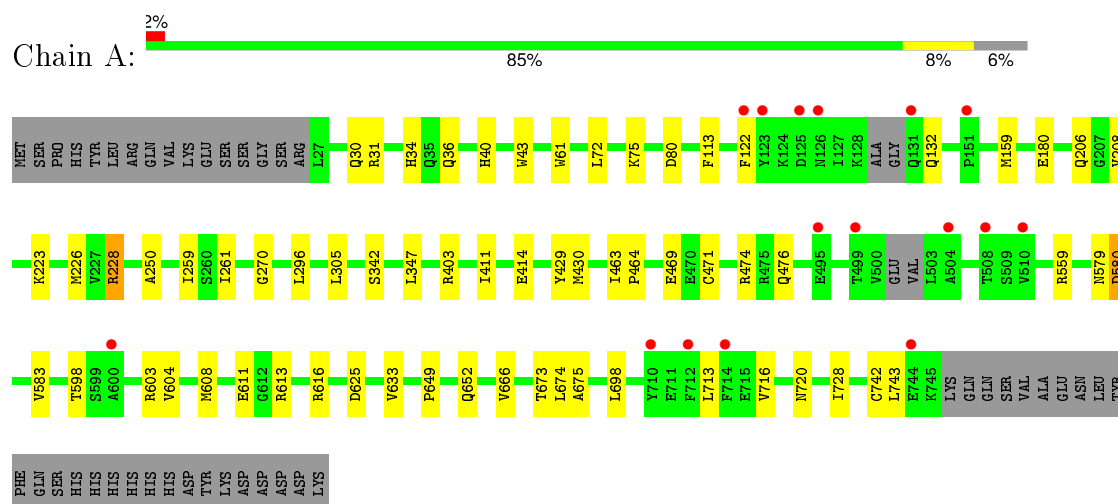 2%
Chain A:
85% 8% 6%
MET SER PRO HIS TYR LEU ARG GLN VAL LYS GLU SER SER GLY SER ARG L27 Q30 R31 H34 Q35 Q36 H40 W43 W61 L72 K75 D80 F113 F122 Y123 K124 D125 N126 I127 K128 ALA GLY Q131 Q132 P151 M159 E180 Q206 G207 V208
K223 M226 V227 R228 A250 I259 S260 I261 G270 L296 L305 S342 L347 R403 I411 E414 Y429 M430 I463 P464 E469 E470 C471 R474 R475 Q476 E495 T499 V500 GLU VAL L503 A504 T508 S509 V510 R559 N579 D580
V583 T598 S599 A600 R603 V604 M608 E611 G612 R613 R616 D625 V633 P649 Q652 V666 T673 L674 A675 L698 Y710 E711 F712 L713 F714 E715 V716 N720 I728 C742 L743 E744 K745 LYS GLN GLN SER VAL ALA GLU ASN LEU TYR
PHE GLN SER HIS HIS HIS HIS HIS HIS ASP TYR LYS ASP ASP ASP ASP LYS